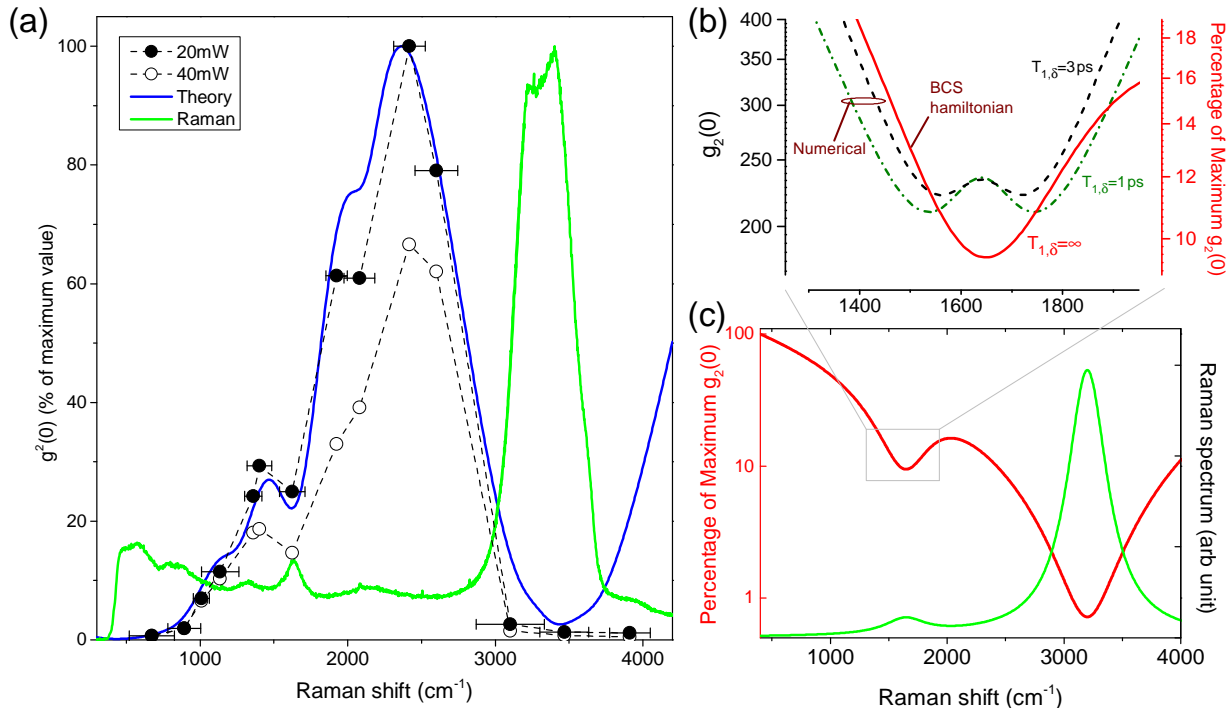 (a)
100
80
60
40
20
0
g²(0) (% of maximum value)
20mW
40mW
Theory
Raman
1000
2000
3000
4000
Raman shift (cm⁻¹)
(b)
400
350
300
250
200
g₂(0)
T₁,δ=3ps
BCS
hamiltonian
Numerical
T₁,δ=1ps
T₁,δ=∞
18
16
14
12
10
Percentage of Maximum g₂(0)
1400
1600
1800
(c)
100
10
1
Percentage of Maximum g₂(0)
Raman spectrum (arb unit)
1000
2000
3000
4000
Raman shift (cm⁻¹)